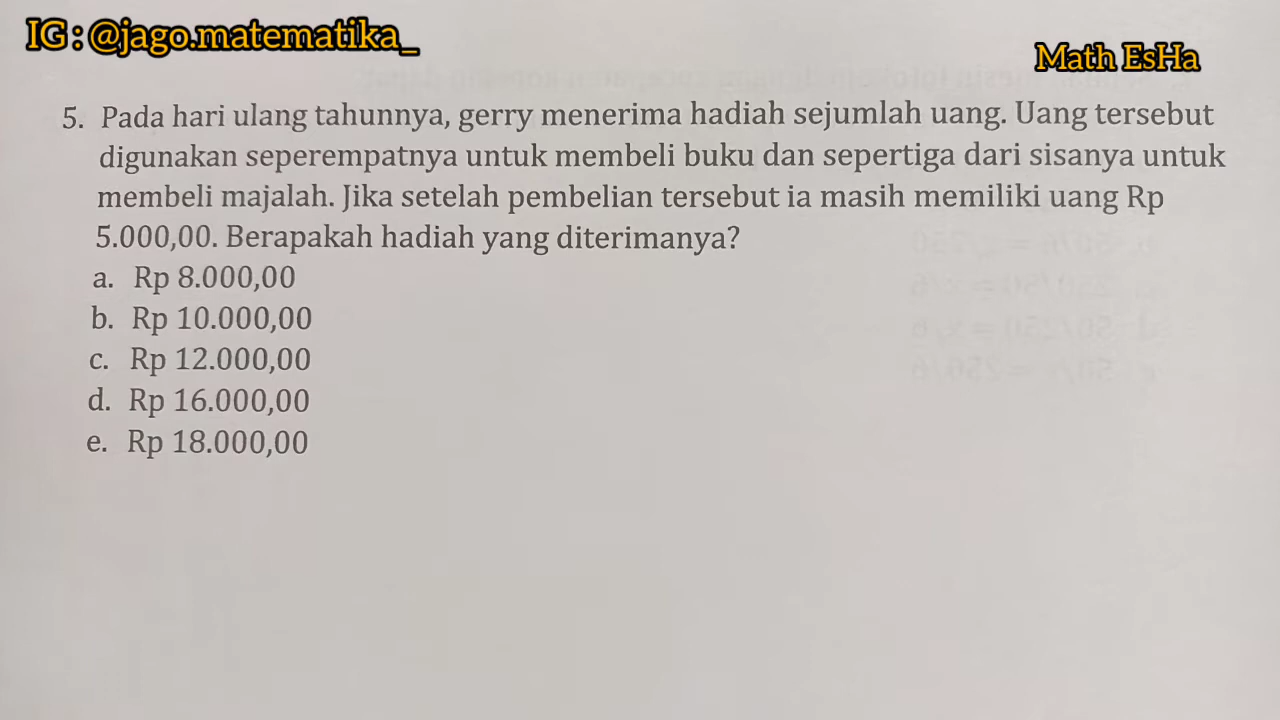 IG : @jago.matematika_
Math EsHa
5. Pada hari ulang tahunnya, gerry menerima hadiah sejumlah uang. Uang tersebut
digunakan seperempatnya untuk membeli buku dan sepertiga dari sisanya untuk
membeli majalah. Jika setelah pembelian tersebut ia masih memiliki uang Rp
5.000,00. Berapakah hadiah yang diterimanya?
a. Rp 8.000,00
b. Rp 10.000,00
c. Rp 12.000,00
d. Rp 16.000,00
e. Rp 18.000,00